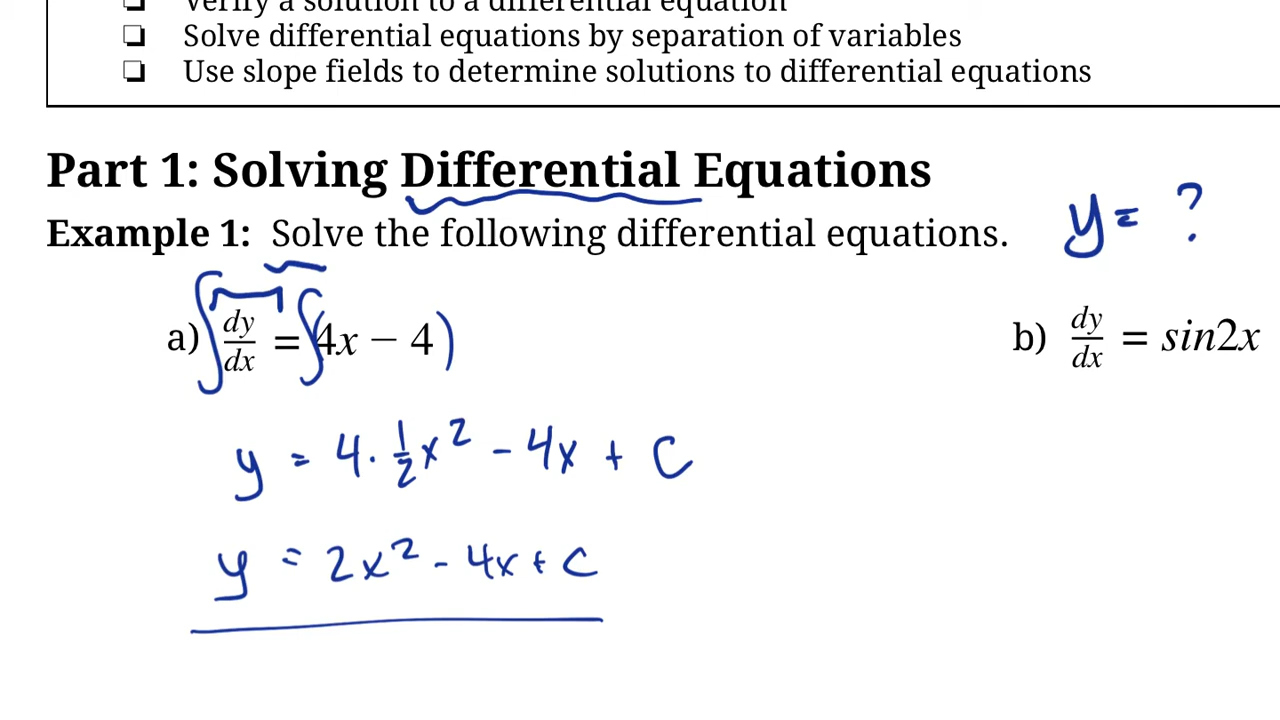 ❏ Verify a solution to a differential equation
❏ Solve differential equations by separation of variables
❏ Use slope fields to determine solutions to differential equations
Part 1: Solving Differential Equations
Example 1: Solve the following differential equations.
y = ?
a) ∫ dy/dx = ∫(4x − 4)
b) dy/dx = sin2x
y = 4 · 1/2 x² - 4x + C
y = 2x² - 4x + C